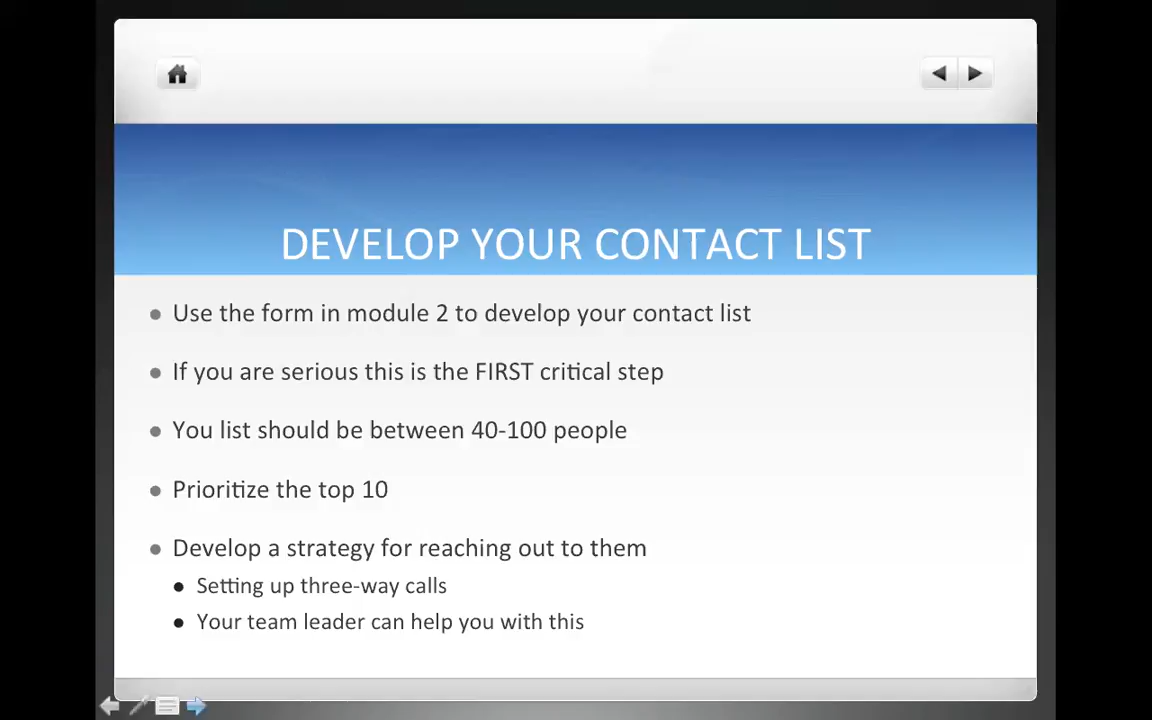 DEVELOP YOUR CONTACT LIST
Use the form in module 2 to develop your contact list
If you are serious this is the FIRST critical step
You list should be between 40-100 people
Prioritize the top 10
Develop a strategy for reaching out to them
Setting up three-way calls
Your team leader can help you with this